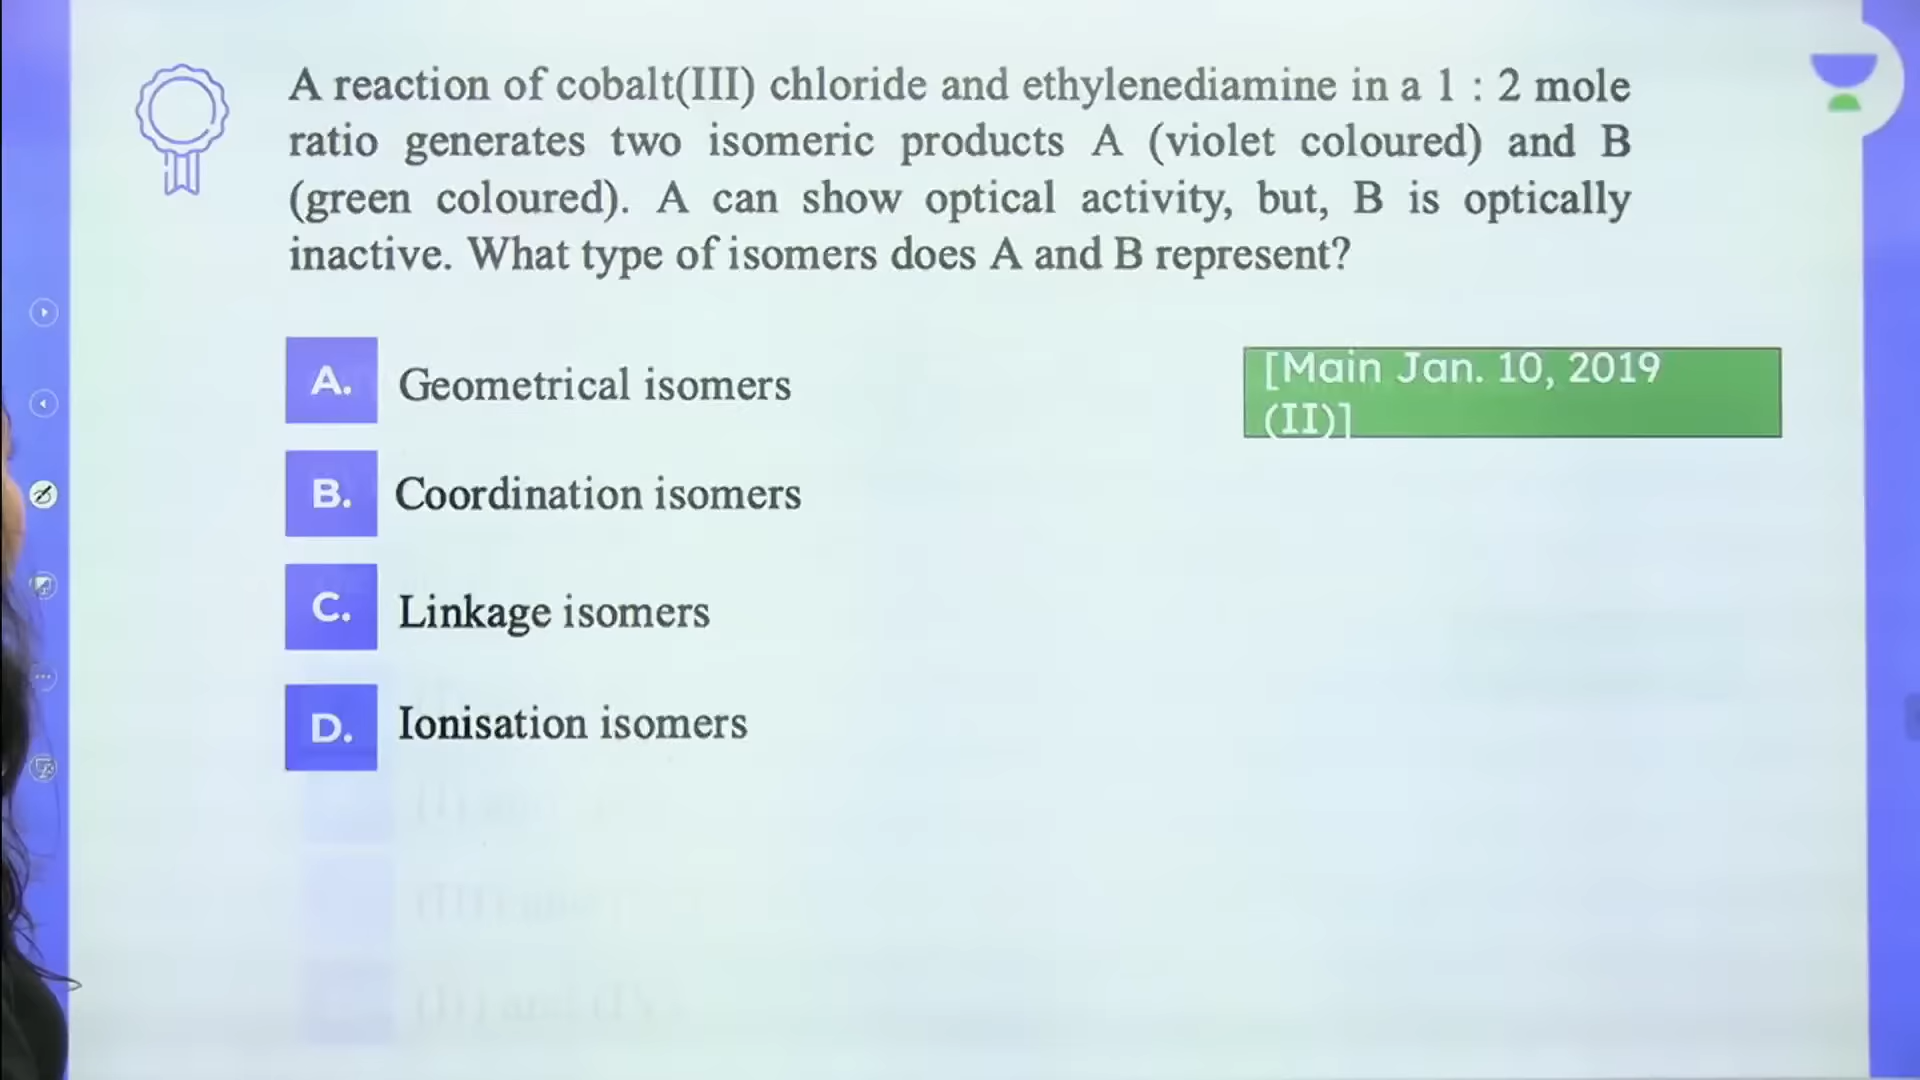 A reaction of cobalt(III) chloride and ethylenediamine in a 1 : 2 mole
ratio generates two isomeric products A (violet coloured) and B
(green coloured). A can show optical activity, but, B is optically
inactive. What type of isomers does A and B represent?
A. Geometrical isomers
[Main Jan. 10, 2019
(II)]
B. Coordination isomers
C. Linkage isomers
D. Ionisation isomers